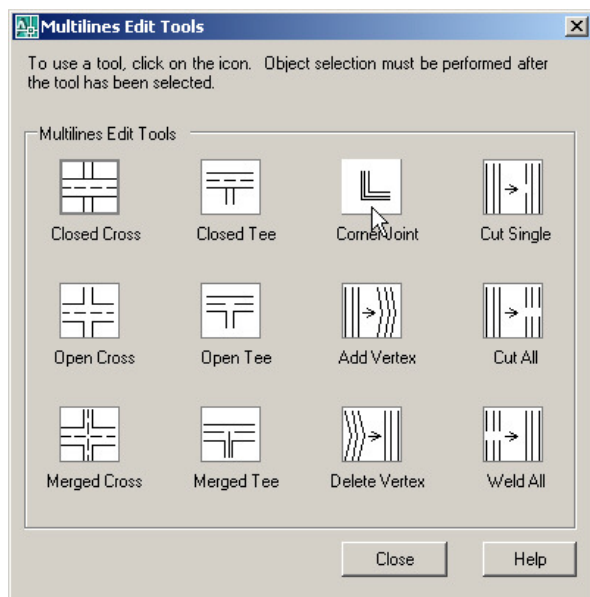 Multilines Edit Tools
To use a tool, click on the icon. Object selection must be performed after
the tool has been selected.
Multilines Edit Tools
Closed Cross
Closed Tee
Corner Joint
Cut Single
Open Cross
Open Tee
Add Vertex
Cut All
Merged Cross
Merged Tee
Delete Vertex
Weld All
Close
Help